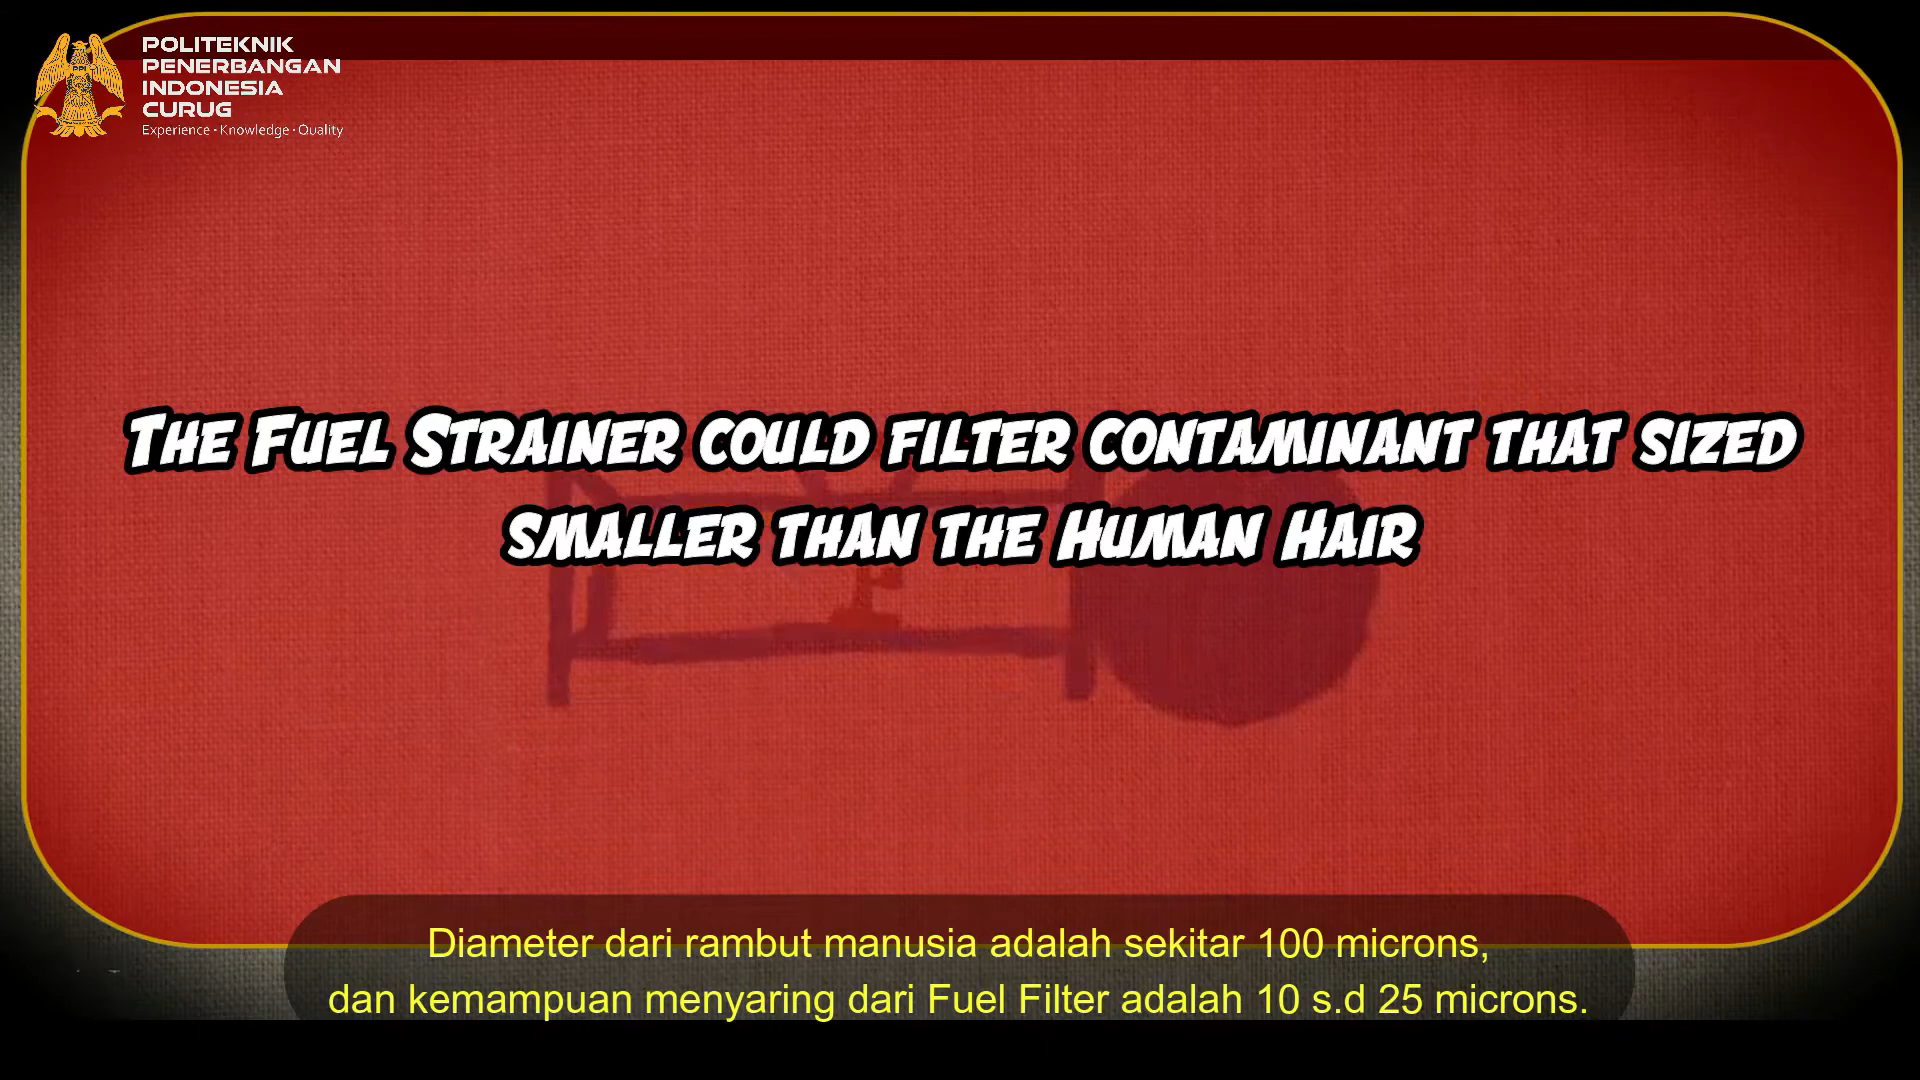 POLITEKNIK
PENERBANGAN
INDONESIA
CURUG
Experience · Knowledge · Quality
The Fuel Strainer could filter contaminant that sized
smaller than the Human Hair
Diameter dari rambut manusia adalah sekitar 100 microns,
dan kemampuan menyaring dari Fuel Filter adalah 10 s.d 25 microns.